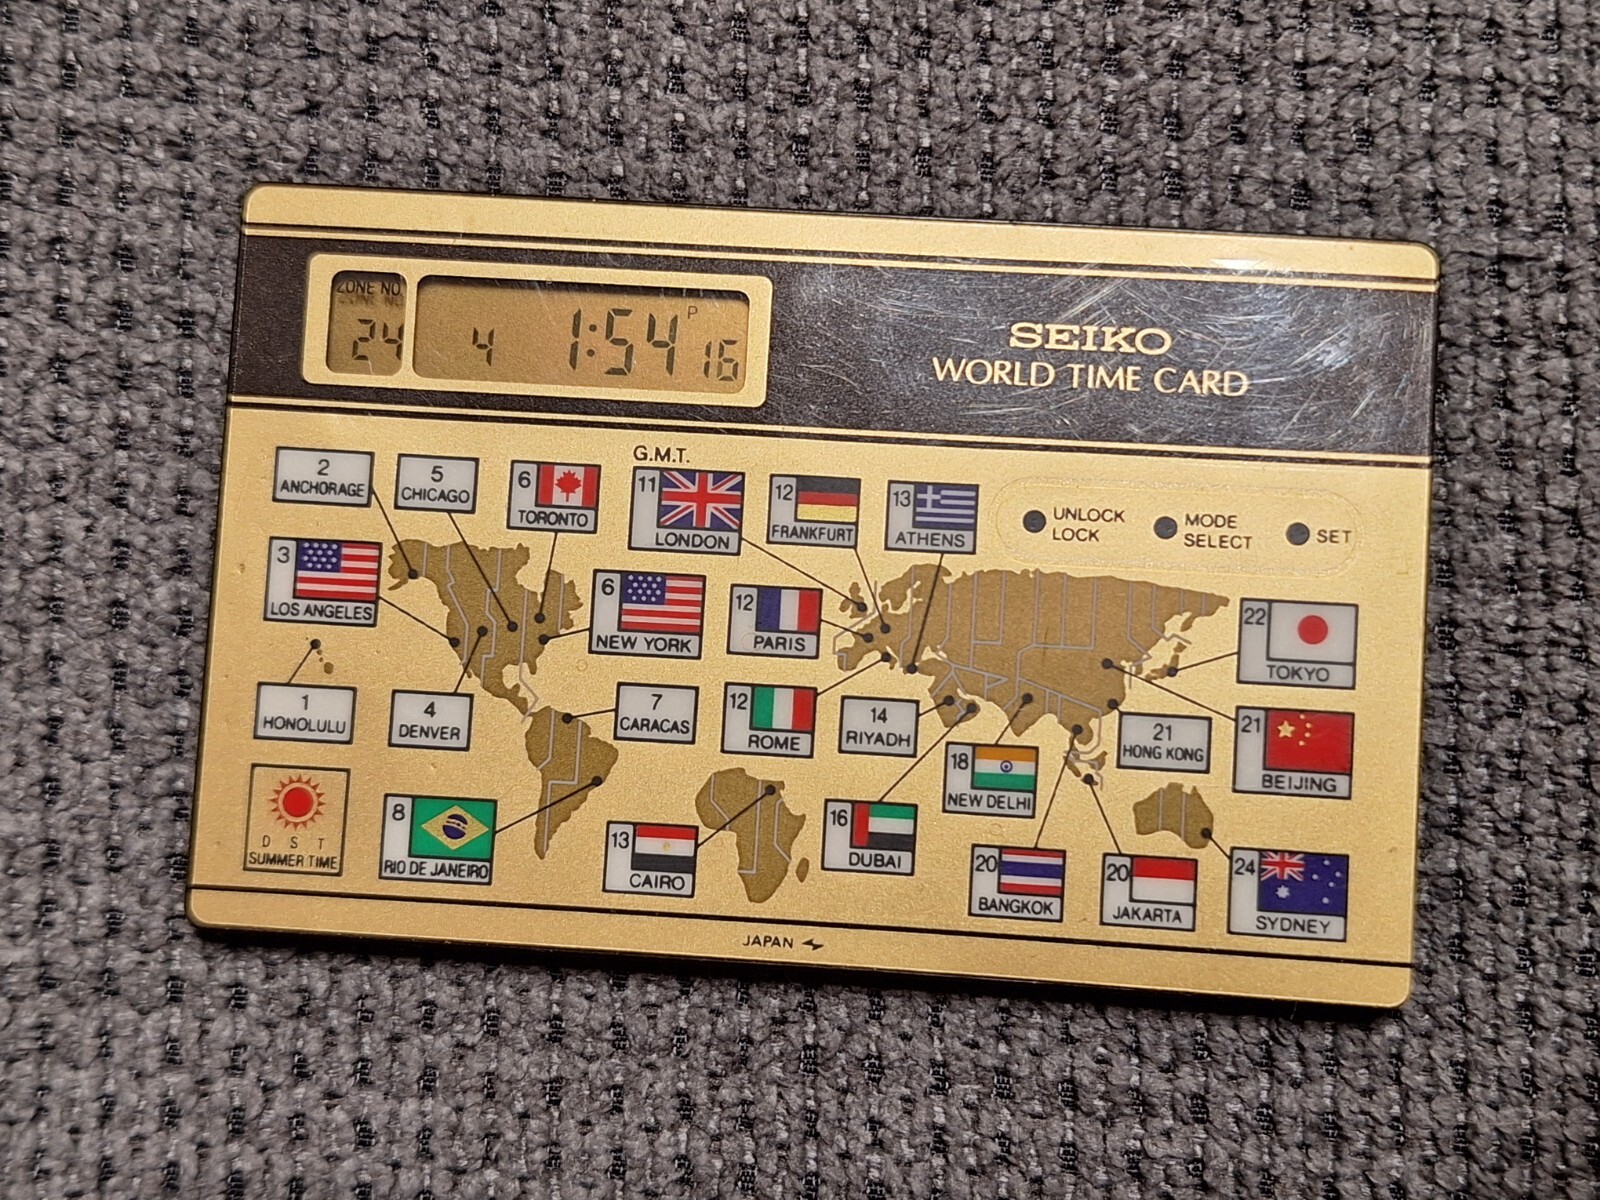 ZONE NO.
24 4 1:54 P 16
SEIKO
WORLD TIME CARD
G.M.T.
2
ANCHORAGE
5
CHICAGO
6
TORONTO
11
LONDON
12
FRANKFURT
13
ATHENS
UNLOCK
LOCK
MODE
SELECT
SET
3
LOS ANGELES
6
NEW YORK
12
PARIS
22
TOKYO
1
HONOLULU
4
DENVER
7
CARACAS
12
ROME
14
RIYADH
18
NEW DELHI
21
HONG KONG
21
BEIJING
D S T
SUMMER TIME
8
RIO DE JANEIRO
13
CAIRO
16
DUBAI
20
BANGKOK
20
JAKARTA
24
SYDNEY
JAPAN